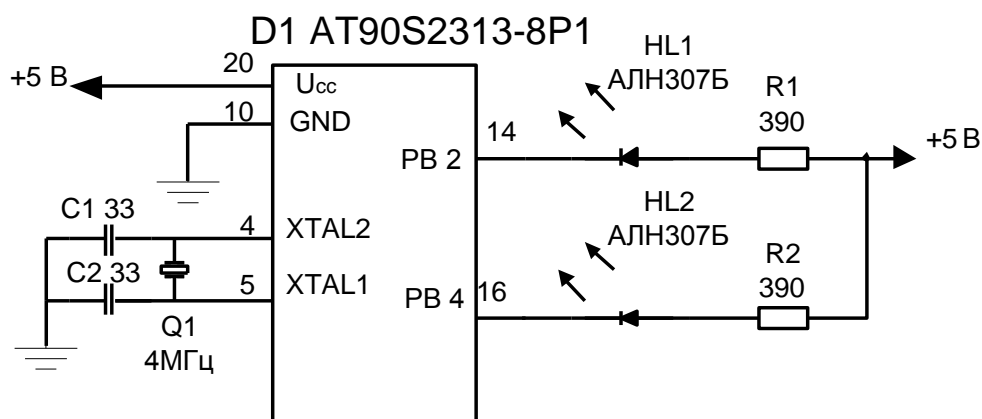 D1 AT90S2313-8P1
+5 В
20
Ucc
10
GND
C1 33
4
XTAL2
C2 33
5
XTAL1
Q1
4МГц
PB 2
14
HL1
АЛН307Б
R1
390
+5 В
HL2
АЛН307Б
PB 4
16
R2
390